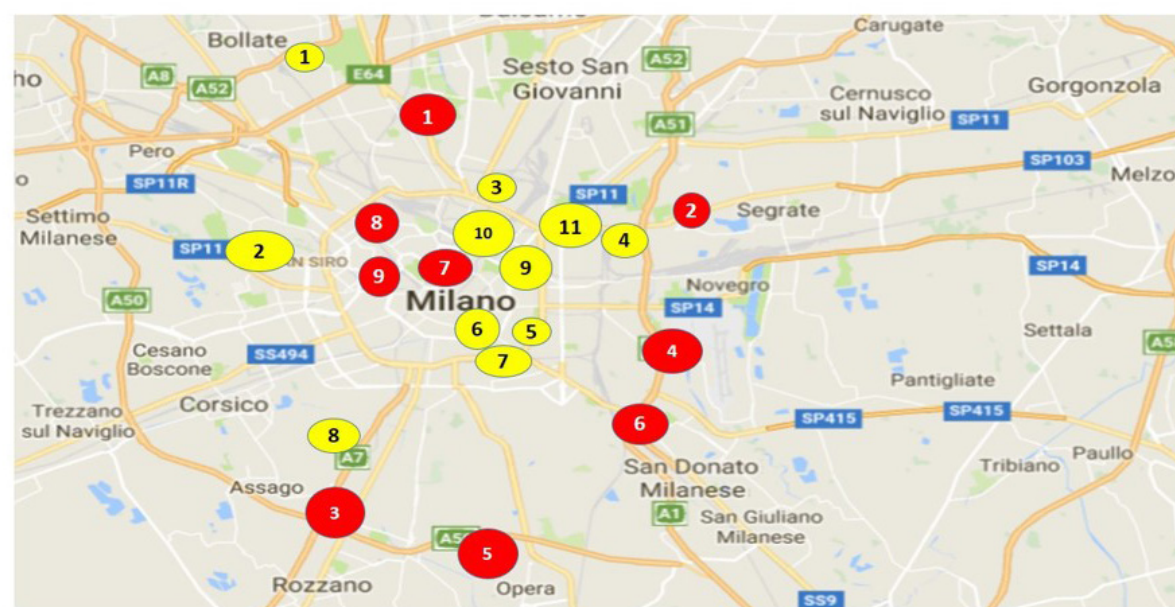 Bollate
1
A8
A52
E64
Sesto San
Giovanni
A52
Carugate
Gorgonzola
Cernusco
sul Naviglio
SP11
1
A51
Pero
SP11R
3
SP11
SP103
Melzo
Settimo
Milanese
SP11
2
8
10
11
4
2
Segrate
9
7
9
Milano
SP14
A50
Novegro
SP14
6
5
7
Settala
Cesano
Boscone
SS494
4
Pantigliate
Corsico
Trezzano
sul Naviglio
8
A7
6
SP415
SP415
San Donato
Milanese
Tribiano
Paullo
Assago
3
A1
San Giuliano
Milanese
5
Rozzano
Opera
SS9